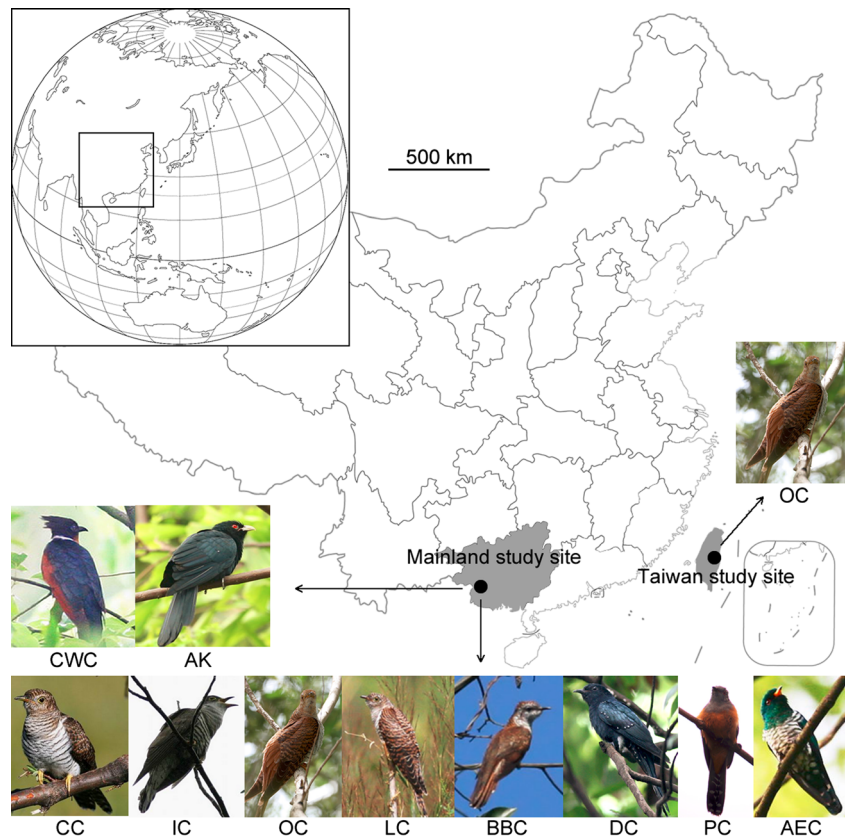 500 km
OC
Mainland study site
Taiwan study site
CWC
AK
CC
IC
OC
LC
BBC
DC
PC
AEC